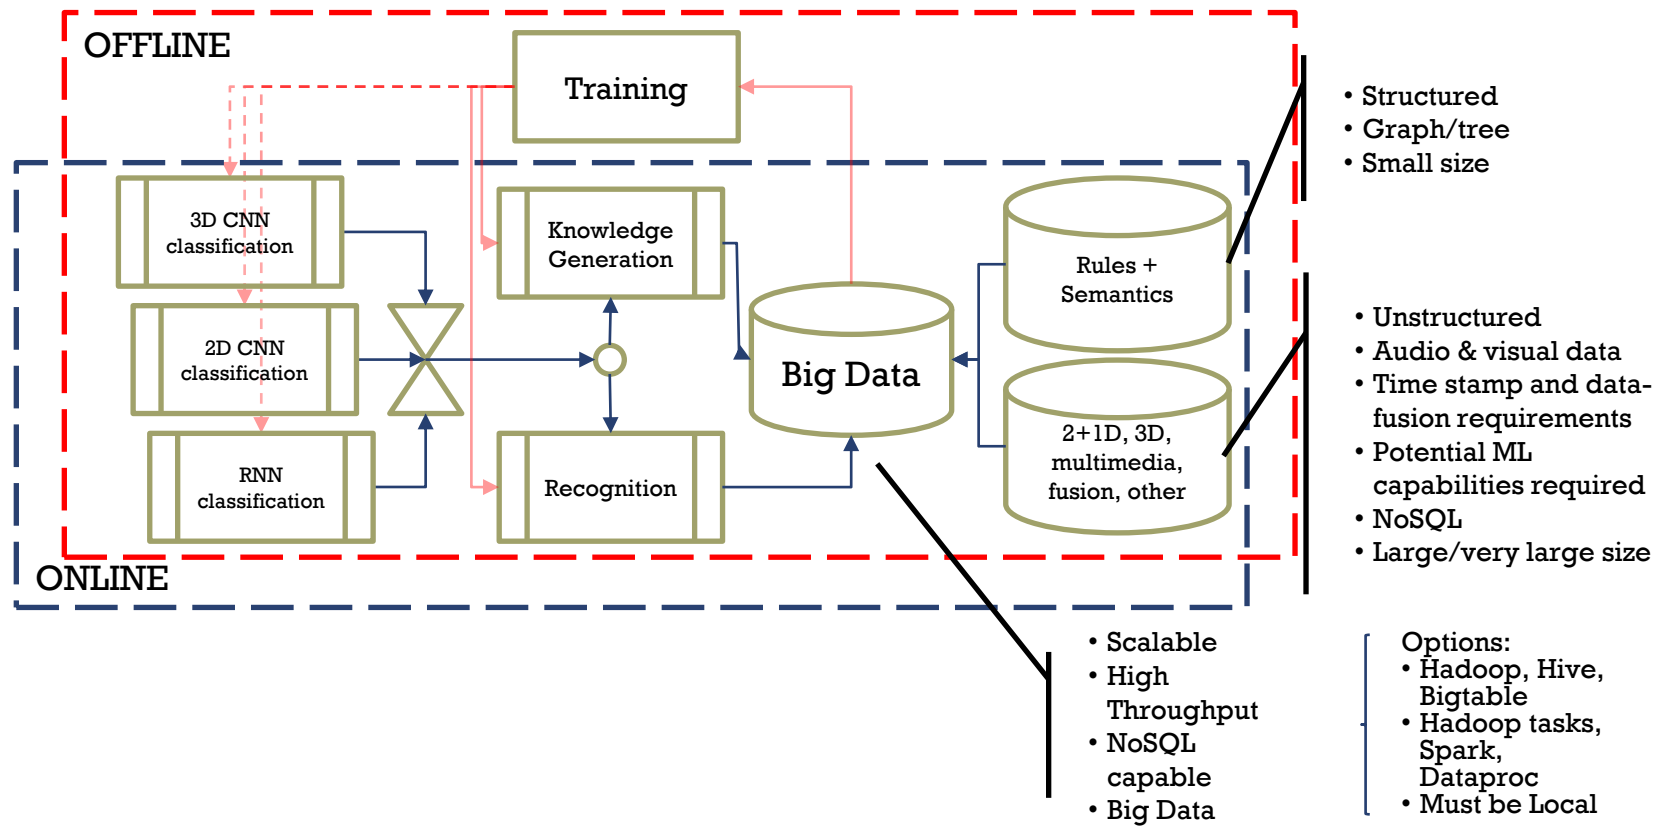 OFFLINE
Training
3D CNN
classification
2D CNN
classification
RNN
classification
Knowledge
Generation
Recognition
Big Data
Rules +
Semantics
2+1D, 3D,
multimedia,
fusion, other
ONLINE
• Structured
• Graph/tree
• Small size
• Unstructured
• Audio & visual data
• Time stamp and data-
fusion requirements
• Potential ML
capabilities required
• NoSQL
• Large/very large size
• Scalable
• High
Throughput
• NoSQL
capable
• Big Data
Options:
• Hadoop, Hive,
Bigtable
• Hadoop tasks,
Spark,
Dataproc
• Must be Local